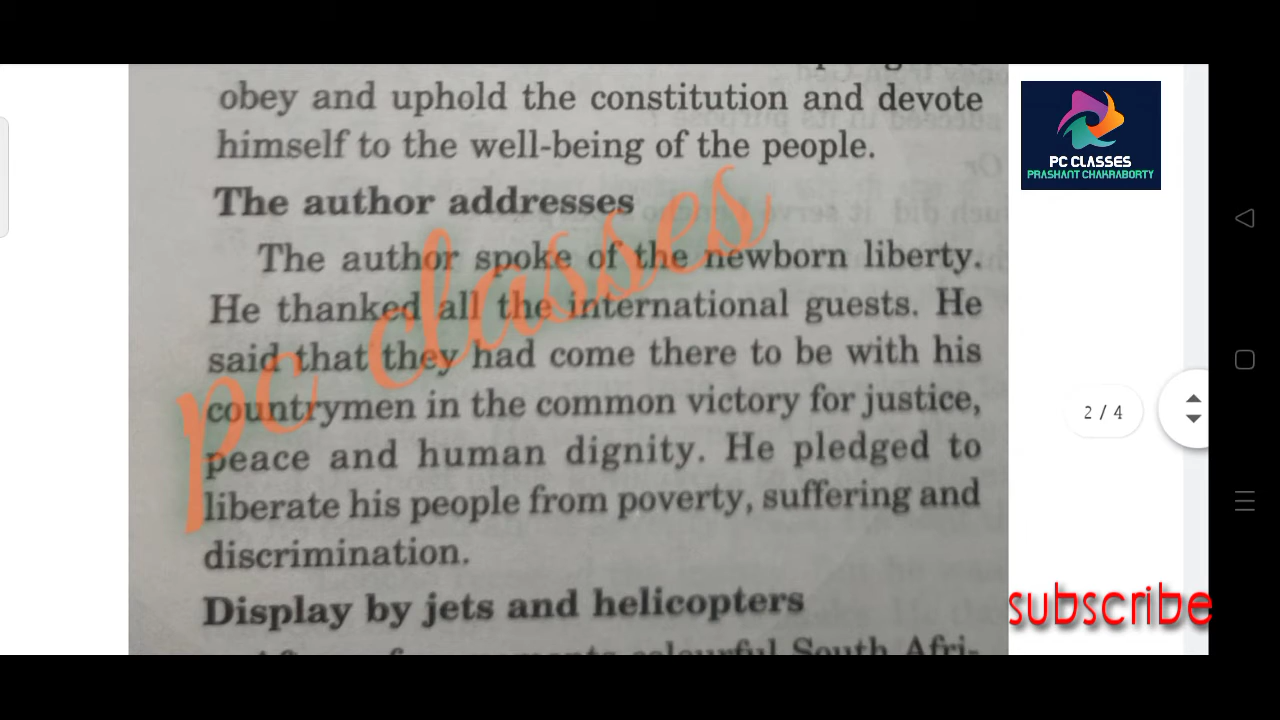 obey and uphold the constitution and devote
himself to the well-being of the people.
The author addresses
The author spoke of the newborn liberty.
He thanked all the international guests. He
said that they had come there to be with his
countrymen in the common victory for justice,
peace and human dignity. He pledged to
liberate his people from poverty, suffering and
discrimination.
Display by jets and helicopters
colourful South Afri-
pc classes
PC CLASSES
PRASHANT CHAKRABORTY
2 / 4
subscribe